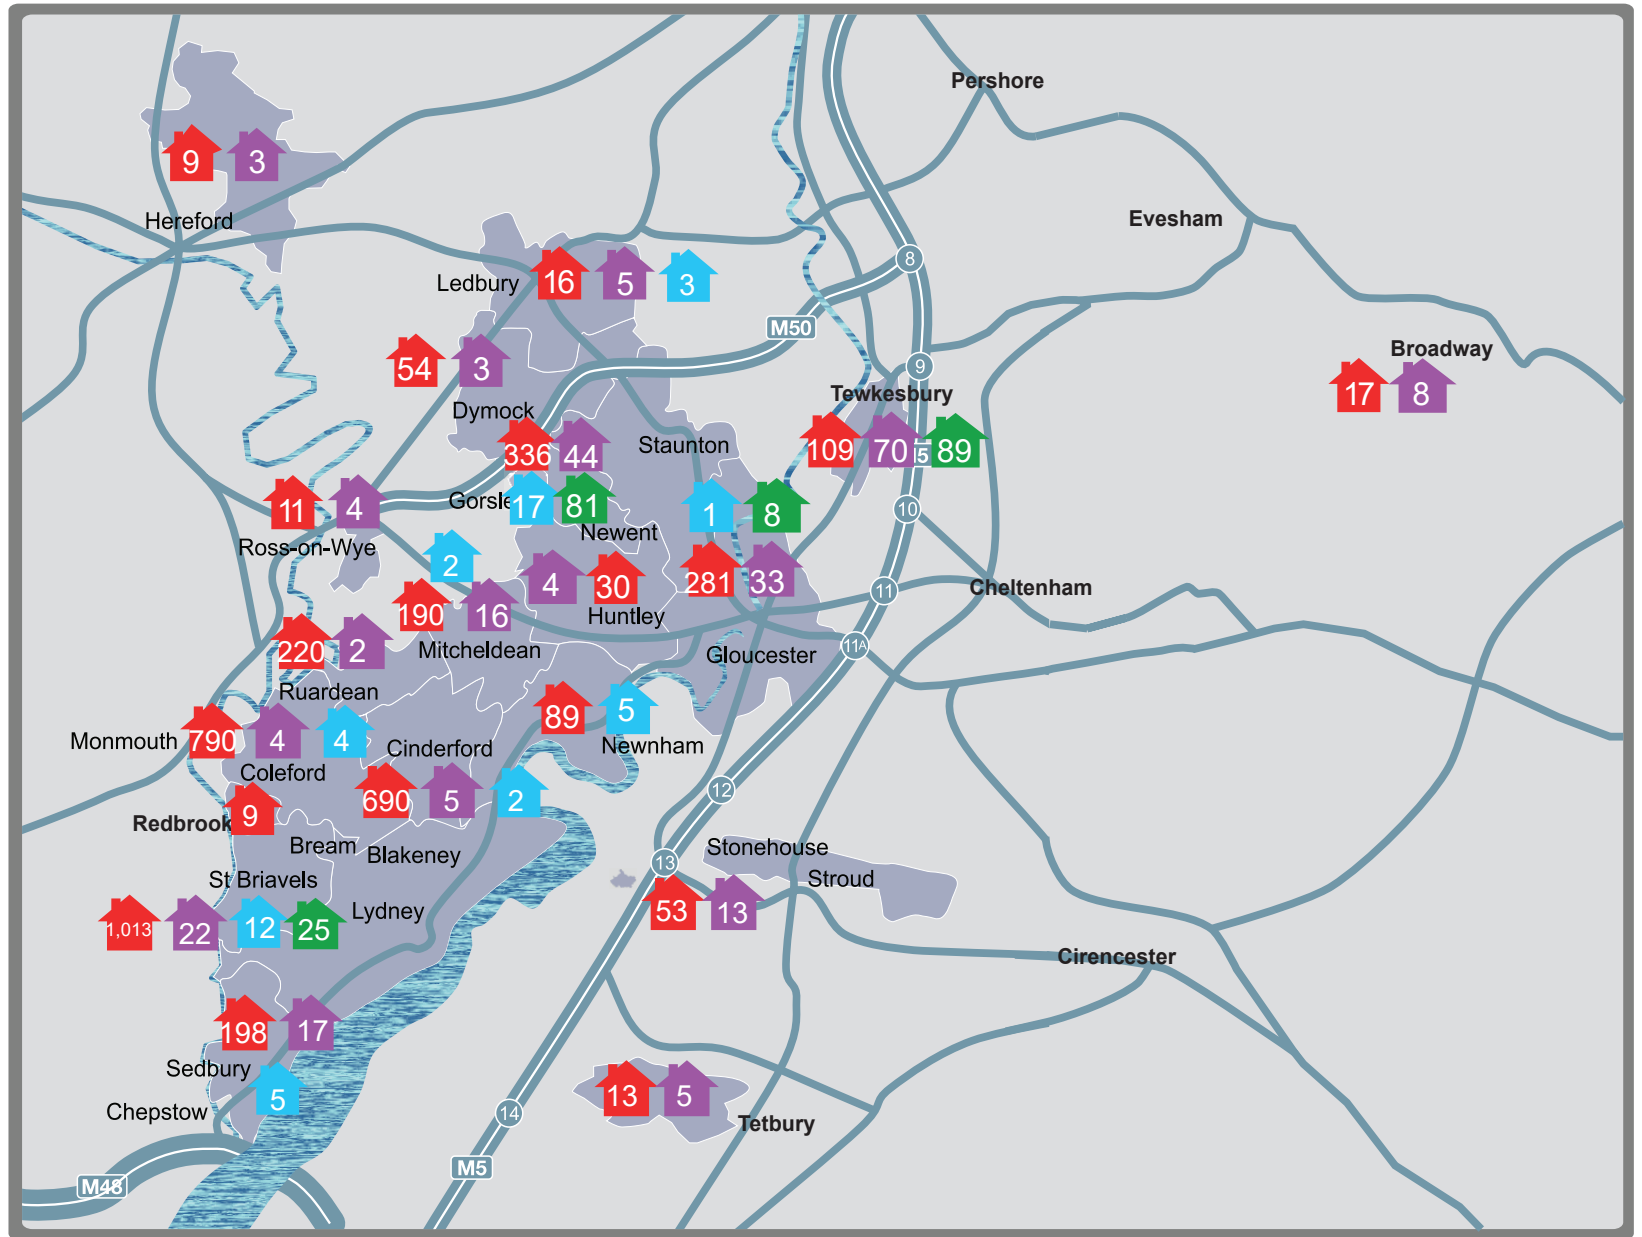 Pershore
9 3
Hereford
Evesham
8
Ledbury 16 5 3
M50
Broadway
17 8
54 3
9
Tewkesbury
Dymock
109 70 5 89
336 44
Staunton
Gorsle 17 81
1 8
10
11 4
Newent
Ross-on-Wye
2
4 30
281 33
11
Cheltenham
190 16
Huntley
Mitcheldean
220 2
Gloucester
11A
Ruardean
89 5
Monmouth 790 4 4
Newnham
Cinderford
Coleford
690 5 2
12
Redbrook 9
Bream Blakeney
Stonehouse
13
Stroud
St Briavels
Lydney
53 13
1,013 22 12 25
Cirencester
198 17
Sedbury
5
Chepstow
13 5
14
Tetbury
M5
M48